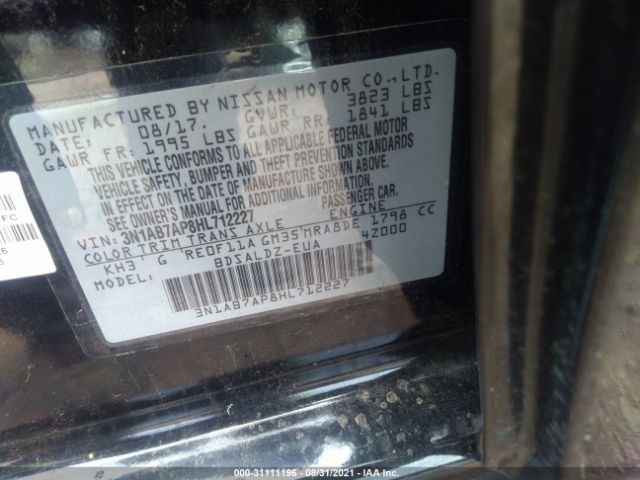 MANUFACTURED BY NISSAN MOTOR CO.,LTD.
DATE: 08/17. GVWR: 3823 LBS
GAWR FR: 1995 LBS GAWR RR: 1841 LBS
THIS VEHICLE CONFORMS TO ALL APPLICABLE FEDERAL MOTOR
VEHICLE SAFETY, BUMPER AND THEFT PREVENTION STANDARDS
IN EFFECT ON THE DATE OF MANUFACTURE SHOWN ABOVE.
SEE OWNER'S MANUAL FOR ADDITIONAL INFORMATION.
VIN: 3N1AB7AP8HL712227 PASSENGER CAR.
COLOR TRIM TRANS AXLE ENGINE
KH3 G RE0F11A GM35 MRA8DE 1798 CC
MODEL: BDSALDZ-EUA 4Z000
3N1AB7AP8HL712227
FC
000-31111196 - 08/31/2021 - IAA Inc.